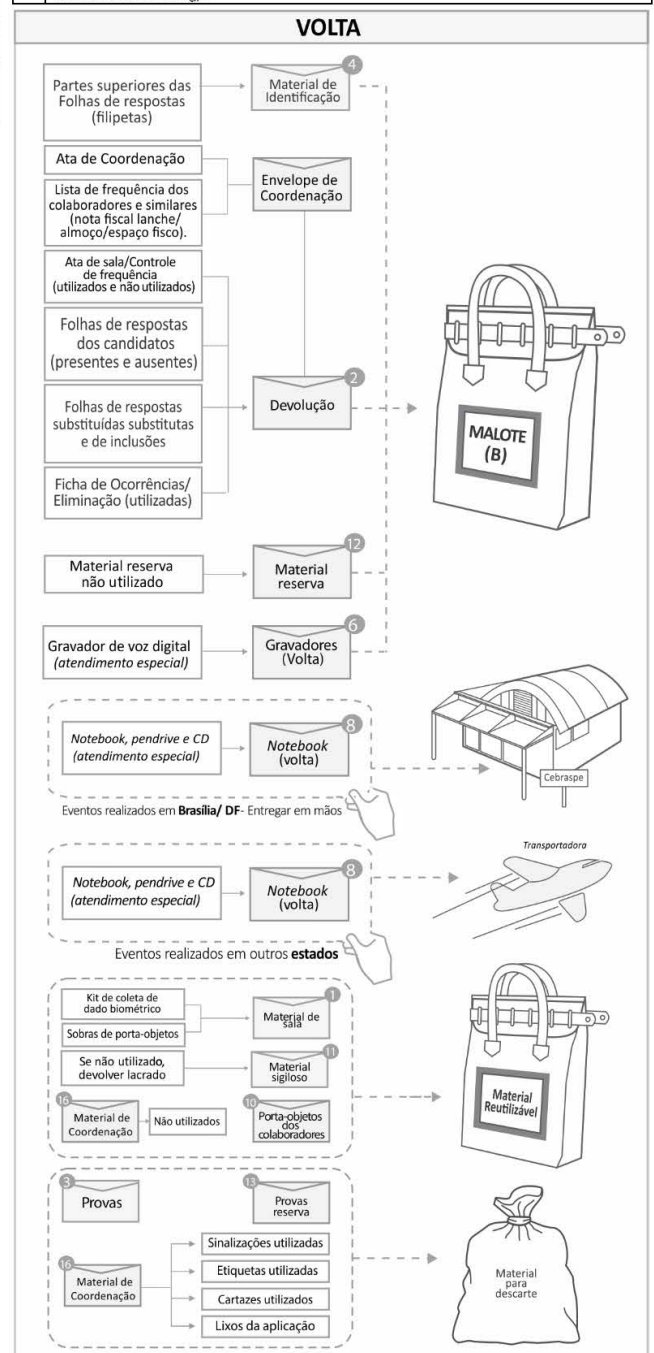 VOLTA
Partes superiores das
Folhas de respostas
(filipetas)
4
Material de
Identificação
Ata de Coordenação
Lista de frequência dos
colaboradores e similares
(nota fiscal lanche/
almoço/espaço fisco).
Envelope de
Coordenação
Ata de sala/Controle
de frequência
(utilizados e não utilizados)
Folhas de respostas
dos candidatos
(presentes e ausentes)
Folhas de respostas
substituídas substitutas
e de inclusões
Ficha de Ocorrências/
Eliminação (utilizadas)
2
Devolução
MALOTE
(B)
Material reserva
não utilizado
12
Material
reserva
Gravador de voz digital
(atendimento especial)
6
Gravadores
(Volta)
Notebook, pendrive e CD
(atendimento especial)
8
Notebook
(volta)
Cebraspe
Eventos realizados em Brasília/ DF- Entregar em mãos
Notebook, pendrive e CD
(atendimento especial)
8
Notebook
(volta)
Transportadora
Eventos realizados em outros estados
Kit de coleta de
dado biométrico
Sobras de porta-objetos
1
Material de
sala
Se não utilizado,
devolver lacrado
11
Material
sigiloso
16
Material de
Coordenação
Não utilizados
10
Porta-objetos
dos
colaboradores
Material
Reutilizável
3
Provas
13
Provas
reserva
16
Material de
Coordenação
Sinalizações utilizadas
Etiquetas utilizadas
Cartazes utilizados
Lixos da aplicação
Material
para
descarte